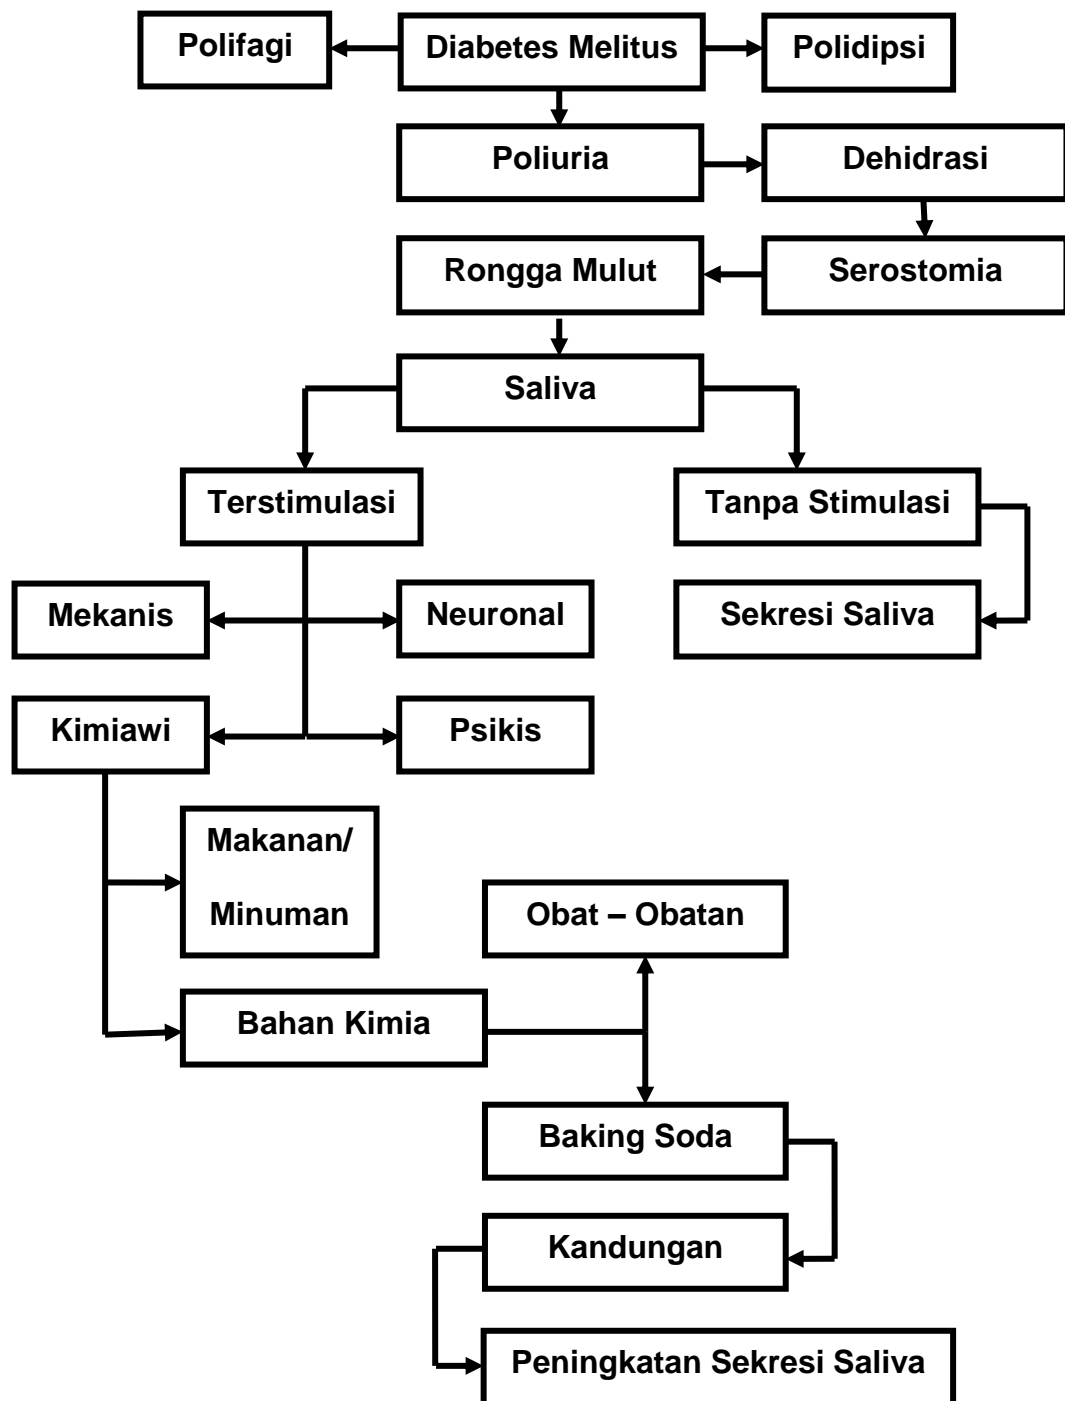 Polifagi
Diabetes Melitus
Polidipsi
Poliuria
Dehidrasi
Rongga Mulut
Serostomia
Saliva
Terstimulasi
Tanpa Stimulasi
Mekanis
Neuronal
Sekresi Saliva
Kimiawi
Psikis
Makanan/
Minuman
Obat – Obatan
Bahan Kimia
Baking Soda
Kandungan
Peningkatan Sekresi Saliva